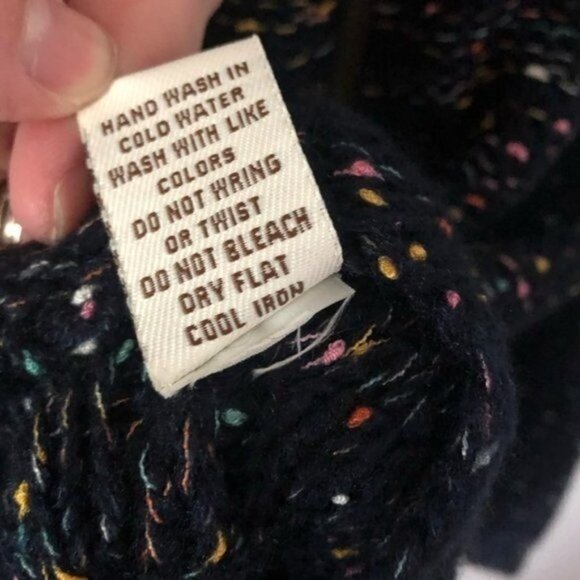 HAND WASH IN
COLD WATER
WASH WITH LIKE
COLORS
DO NOT WRING
OR TWIST
DO NOT BLEACH
DRY FLAT
COOL IRON